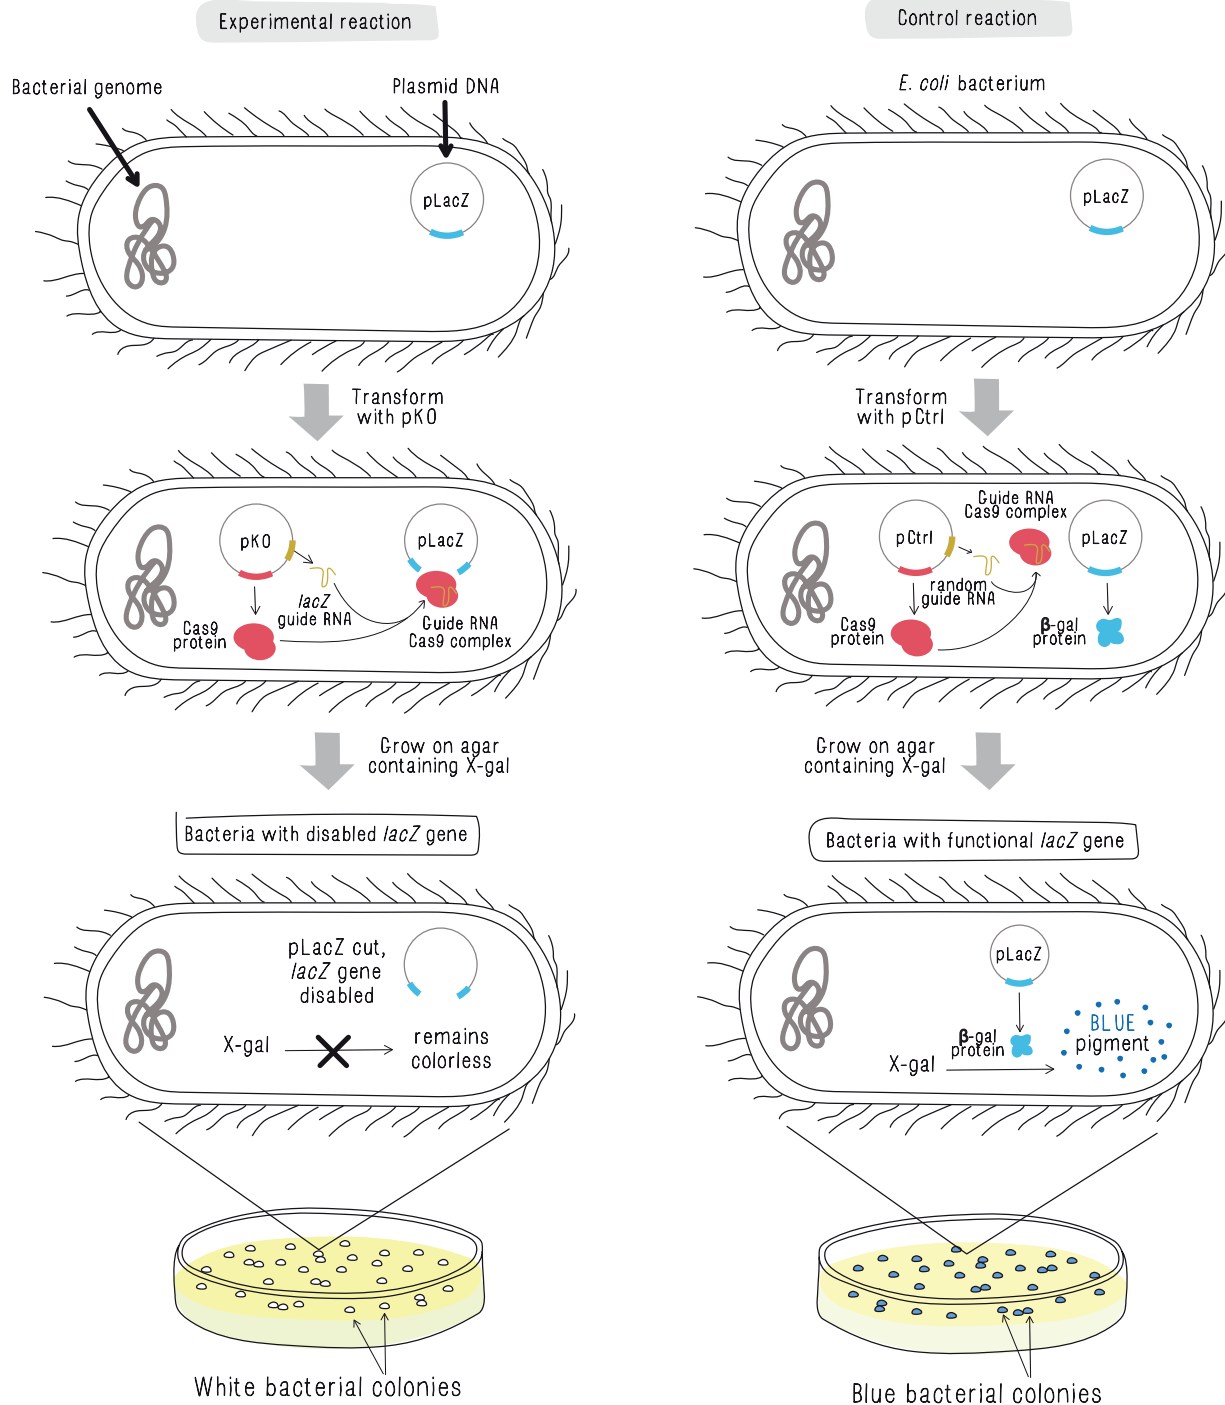 Experimental reaction
Control reaction
Bacterial genome
Plasmid DNA
E. coli bacterium
pLacZ
pLacZ
Transform
with pKO
Transform
with pCtrl
pKO
lacZ
guide RNA
Cas9
protein
pLacZ
Guide RNA
Cas9 complex
pCtrl
random
guide RNA
Cas9
protein
Guide RNA
Cas9 complex
pLacZ
β-gal
protein
Grow on agar
containing X-gal
Grow on agar
containing X-gal
Bacteria with disabled lacZ gene
Bacteria with functional lacZ gene
pLacZ cut,
lacZ gene
disabled
X-gal
remains
colorless
pLacZ
β-gal
protein
X-gal
BLUE
pigment
White bacterial colonies
Blue bacterial colonies